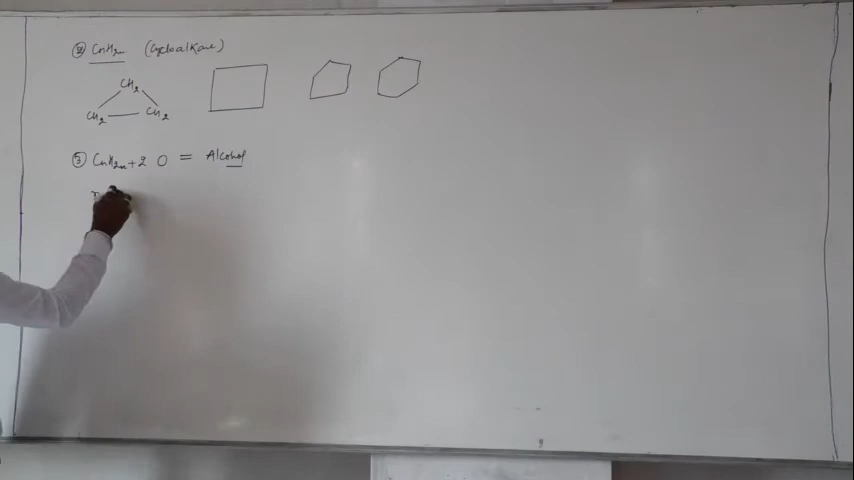 ② CnH2n (Cycloalkane)
CH2
CH2 CH2
③ CnH2n+2 O = Alcohol
n